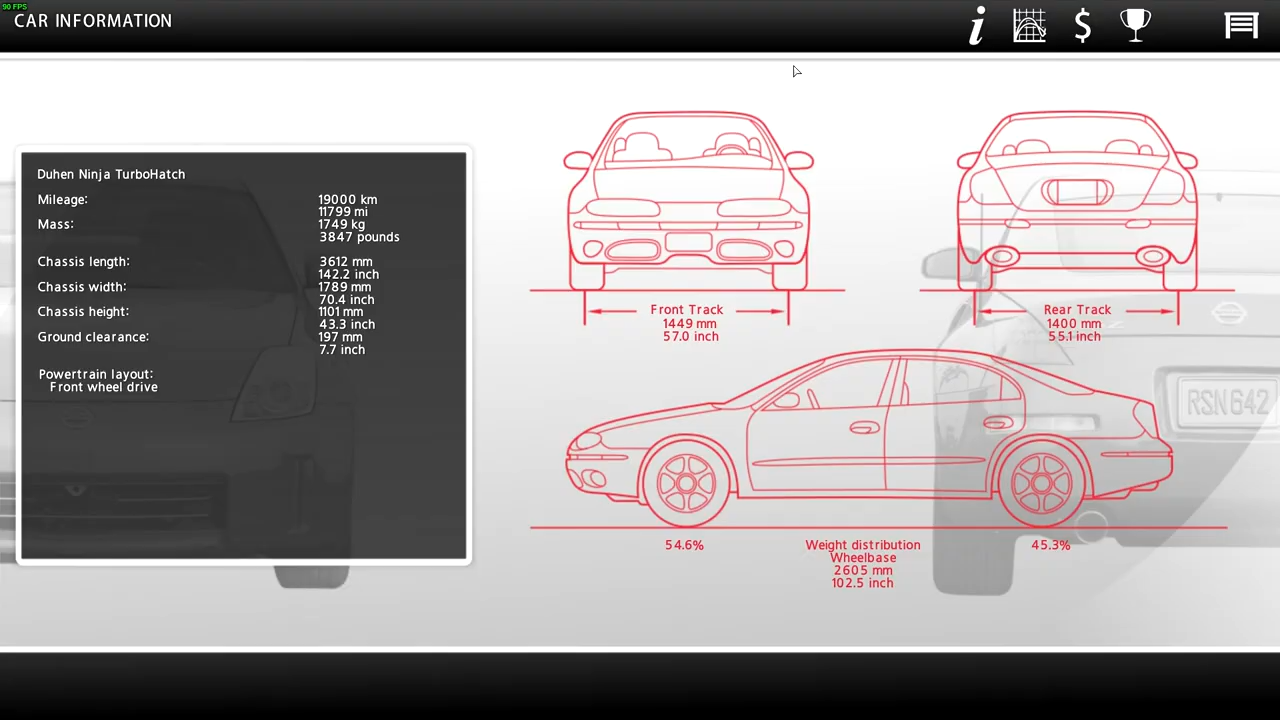 90 FPS
CAR INFORMATION
Duhen Ninja TurboHatch
Mileage: 19000 km
11799 mi
Mass: 1749 kg
3847 pounds
Chassis length: 3612 mm
142.2 inch
Chassis width: 1789 mm
70.4 inch
Chassis height: 1101 mm
43.3 inch
Ground clearance: 197 mm
7.7 inch
Powertrain layout:
Front wheel drive
Front Track
1449 mm
57.0 inch
Rear Track
1400 mm
55.1 inch
RSN642
54.6%
Weight distribution
45.3%
Wheelbase
2605 mm
102.5 inch